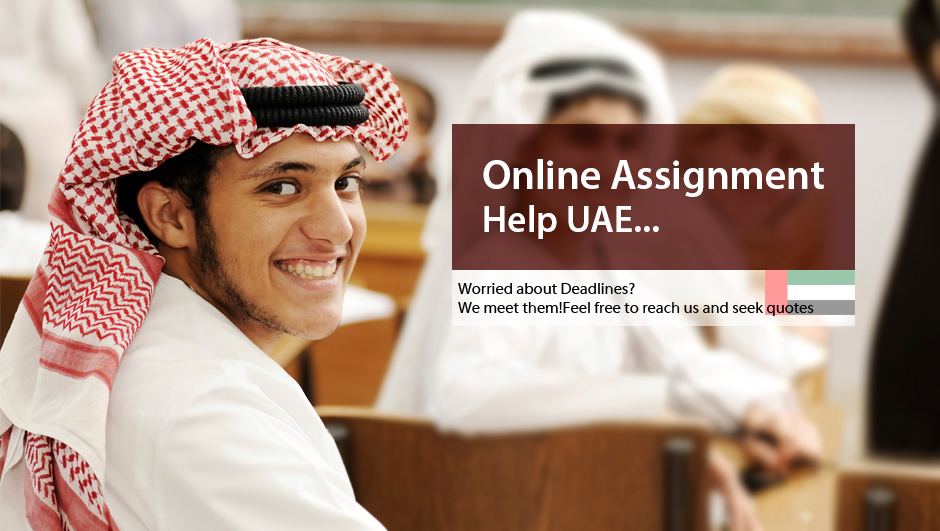 Online Assignment
Help UAE...
Worried about Deadlines?
We meet them!Feel free to reach us and seek quotes